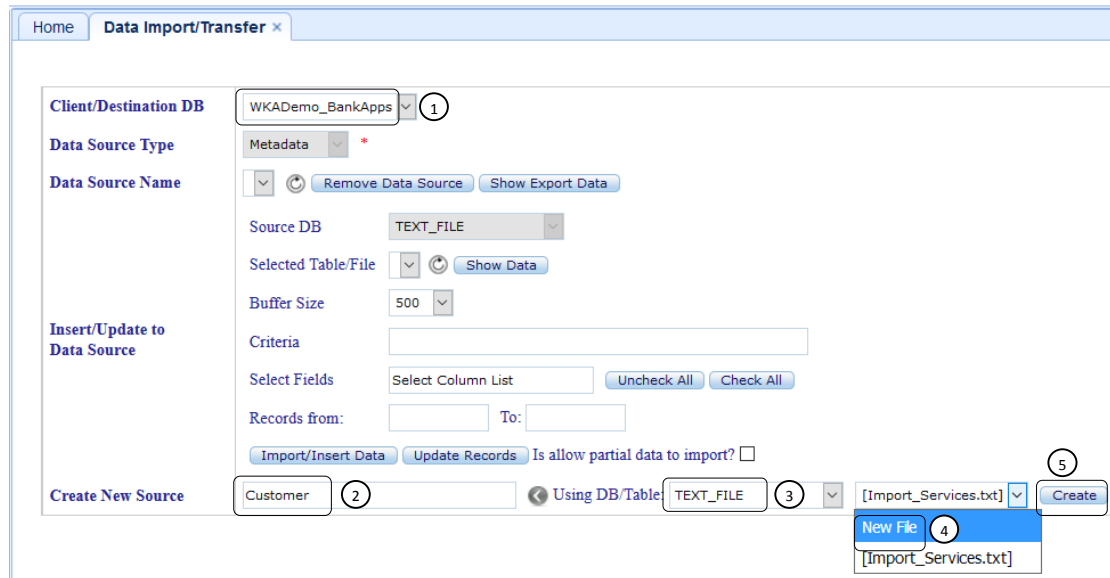 Home Data Import/Transfer ×
Client/Destination DB WKADemo_BankApps 1
Data Source Type Metadata *
Data Source Name Remove Data Source Show Export Data
Source DB TEXT_FILE
Selected Table/File Show Data
Buffer Size 500
Insert/Update to
Data Source
Criteria
Select Fields Select Column List Uncheck All Check All
Records from: To:
Import/Insert Data Update Records Is allow partial data to import?
5
Create New Source Customer 2 Using DB/Table: TEXT_FILE 3 [Import_Services.txt] Create
New File 4
[Import_Services.txt]